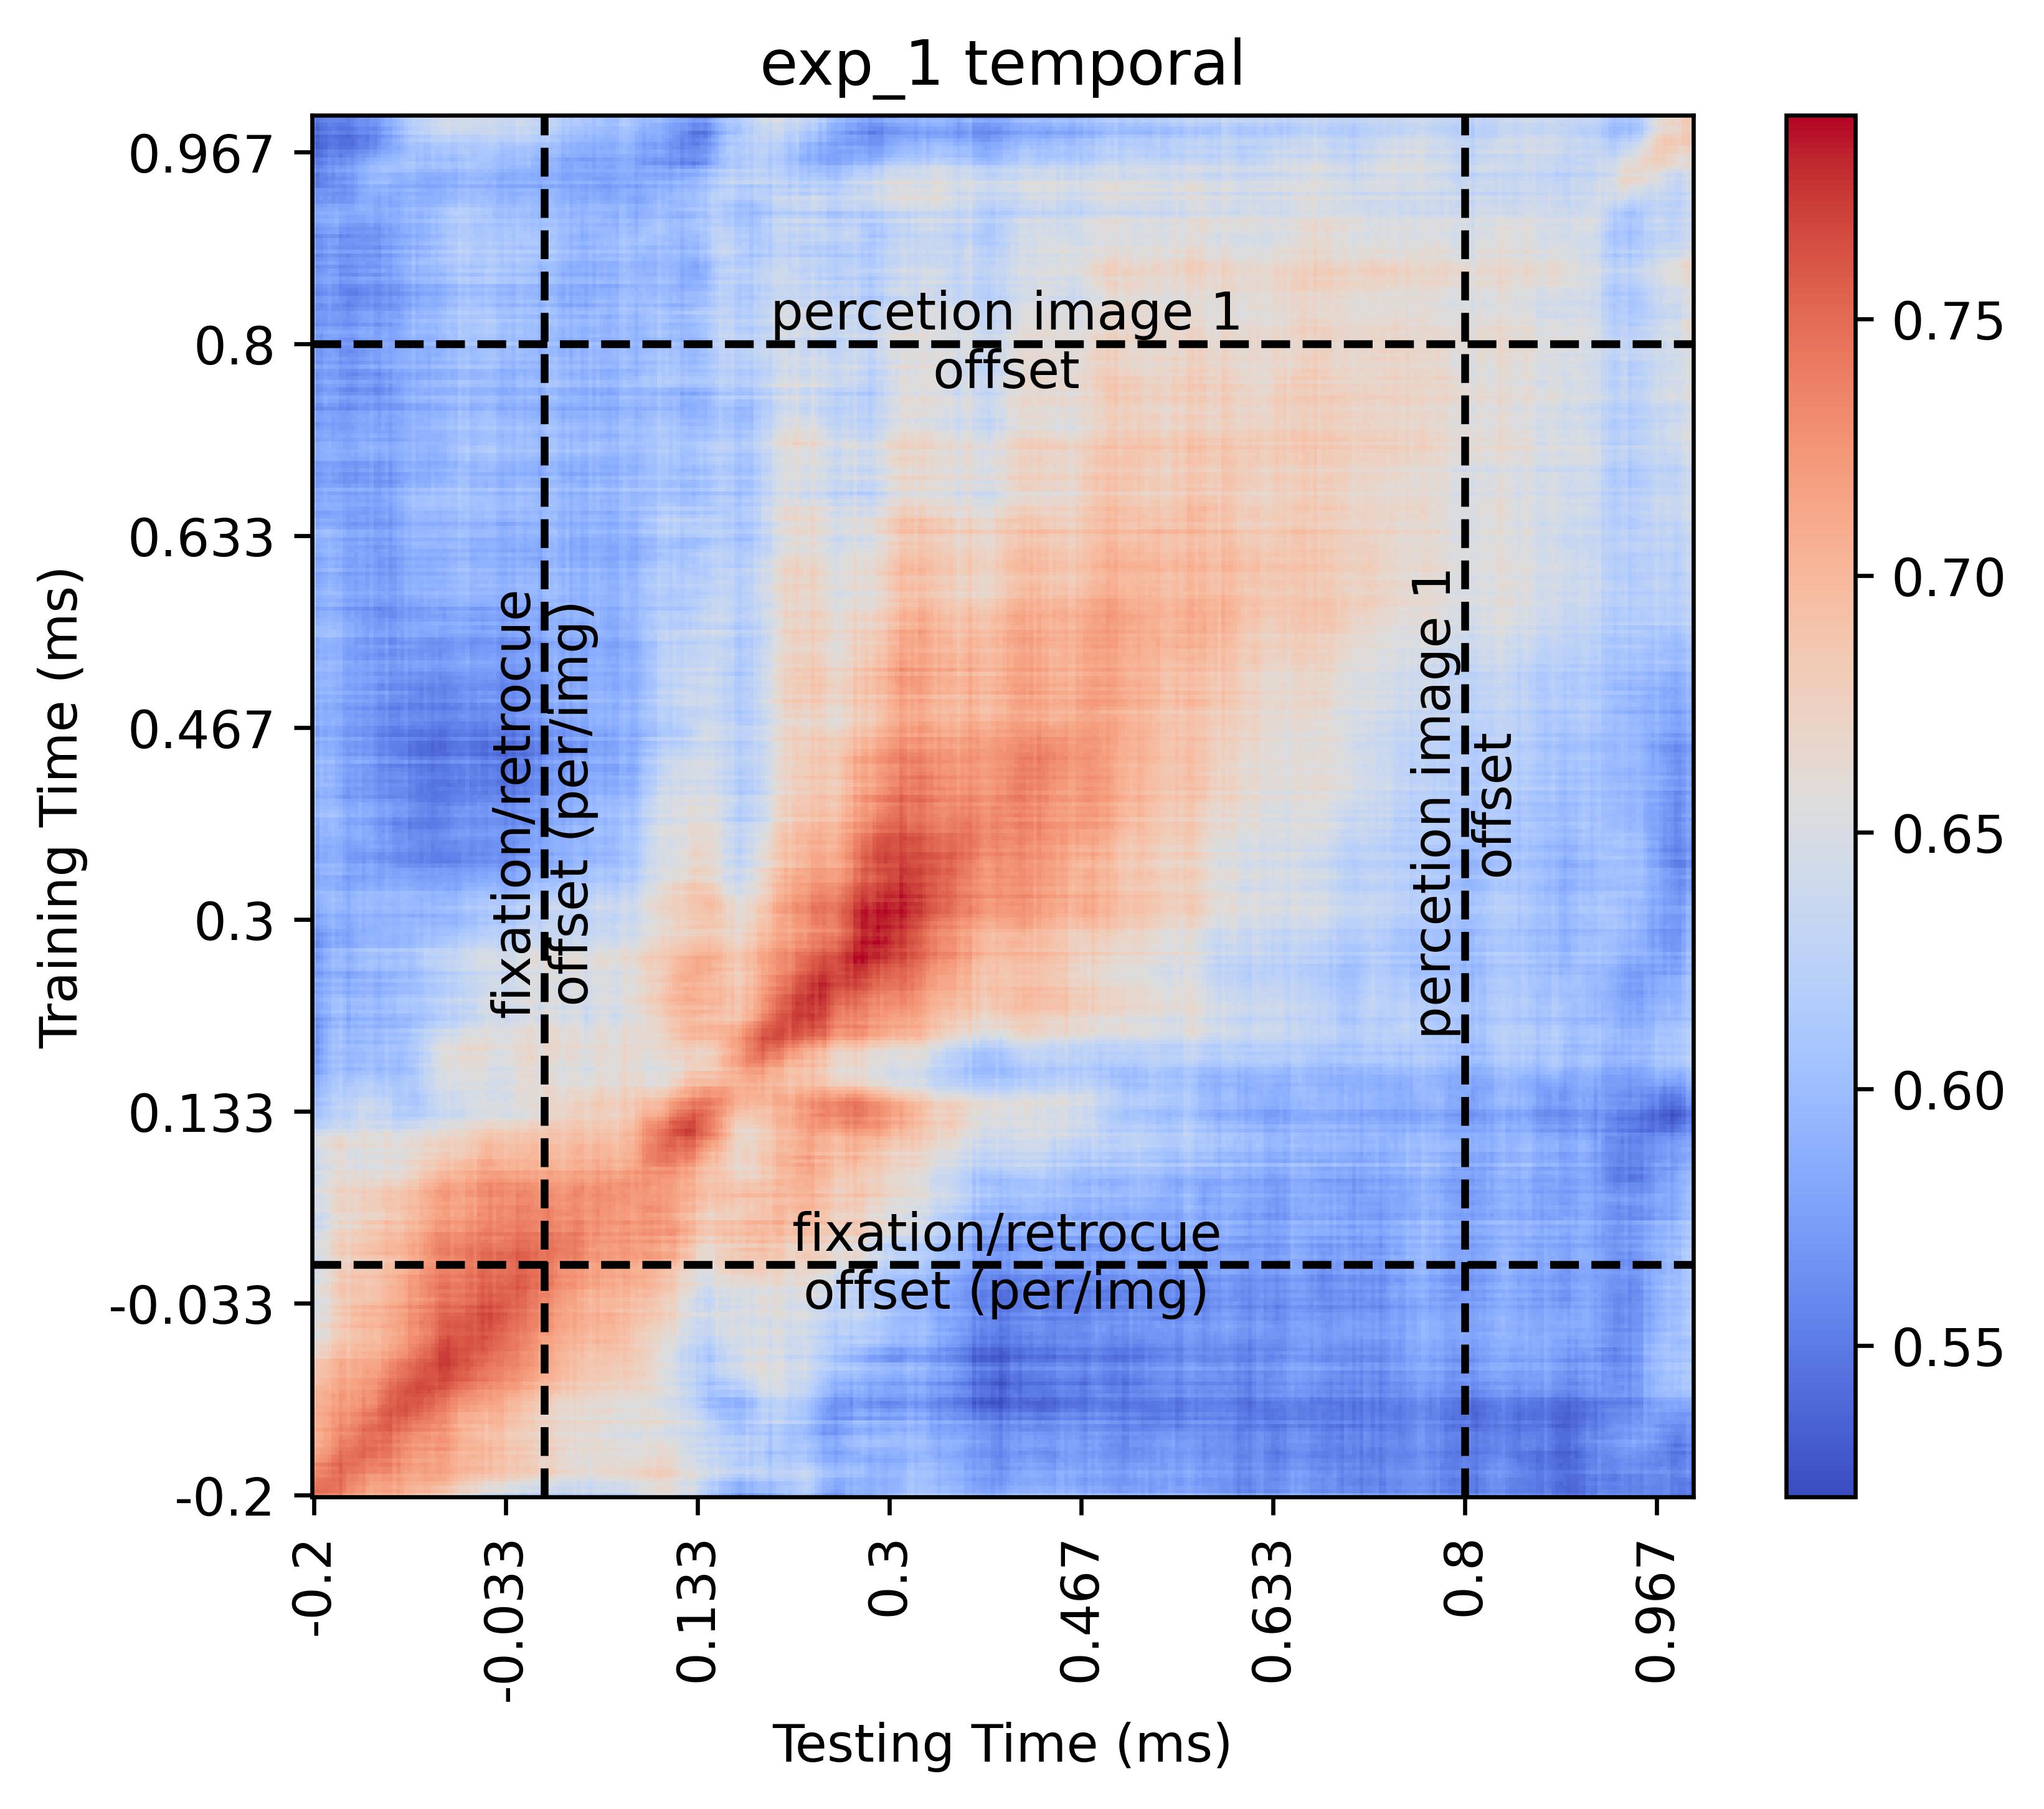 exp_1 temporal
0.967
0.8
0.633
0.467
0.3
0.133
-0.033
-0.2
Training Time (ms)
percetion image 1
offset
fixation/retrocue
offset (per/img)
percetion image 1
offset
fixation/retrocue
offset (per/img)
-0.2
-0.033
0.133
0.3
0.467
0.633
0.8
0.967
Testing Time (ms)
0.75
0.70
0.65
0.60
0.55